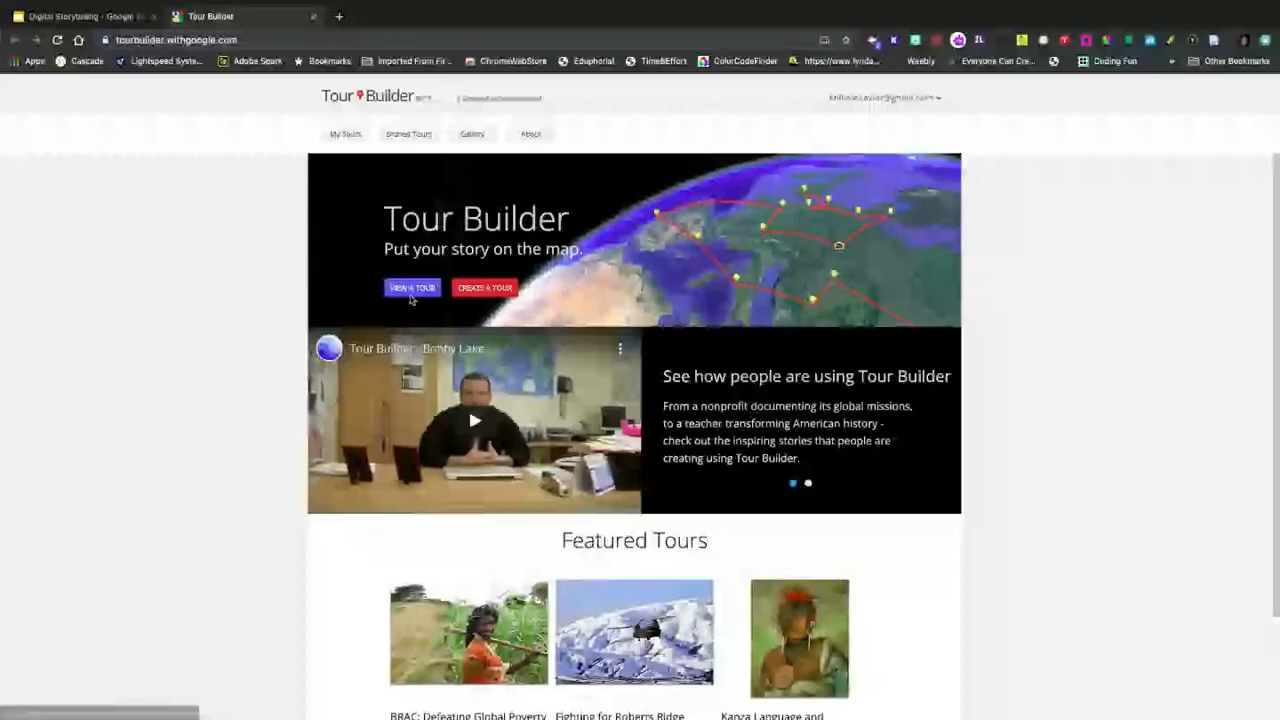 Digital Storytelling - Google
Tour Builder
tourbuilder.withgoogle.com
Apps
Cascade
Lightspeed Syste...
Adobe Spark
Bookmarks
Imported From Fir...
ChromeWebStore
Eduphoria!
Time&Effort
ColorCodeFinder
https://www.lynda...
Weebly
Everyone Can Cre...
Coding Fun
Other Bookmarks
Tour Builder BETA
My Tours
Shared Tours
Gallery
About
Tour Builder
Put your story on the map.
VIEW A TOUR
CREATE A TOUR
Tour Builder - Bobby Lake
See how people are using Tour Builder
From a nonprofit documenting its global missions,
to a teacher transforming American history -
check out the inspiring stories that people are
creating using Tour Builder.
Featured Tours
BRAC: Defeating Global Poverty
Fighting for Roberts Ridge
Kanza Language and